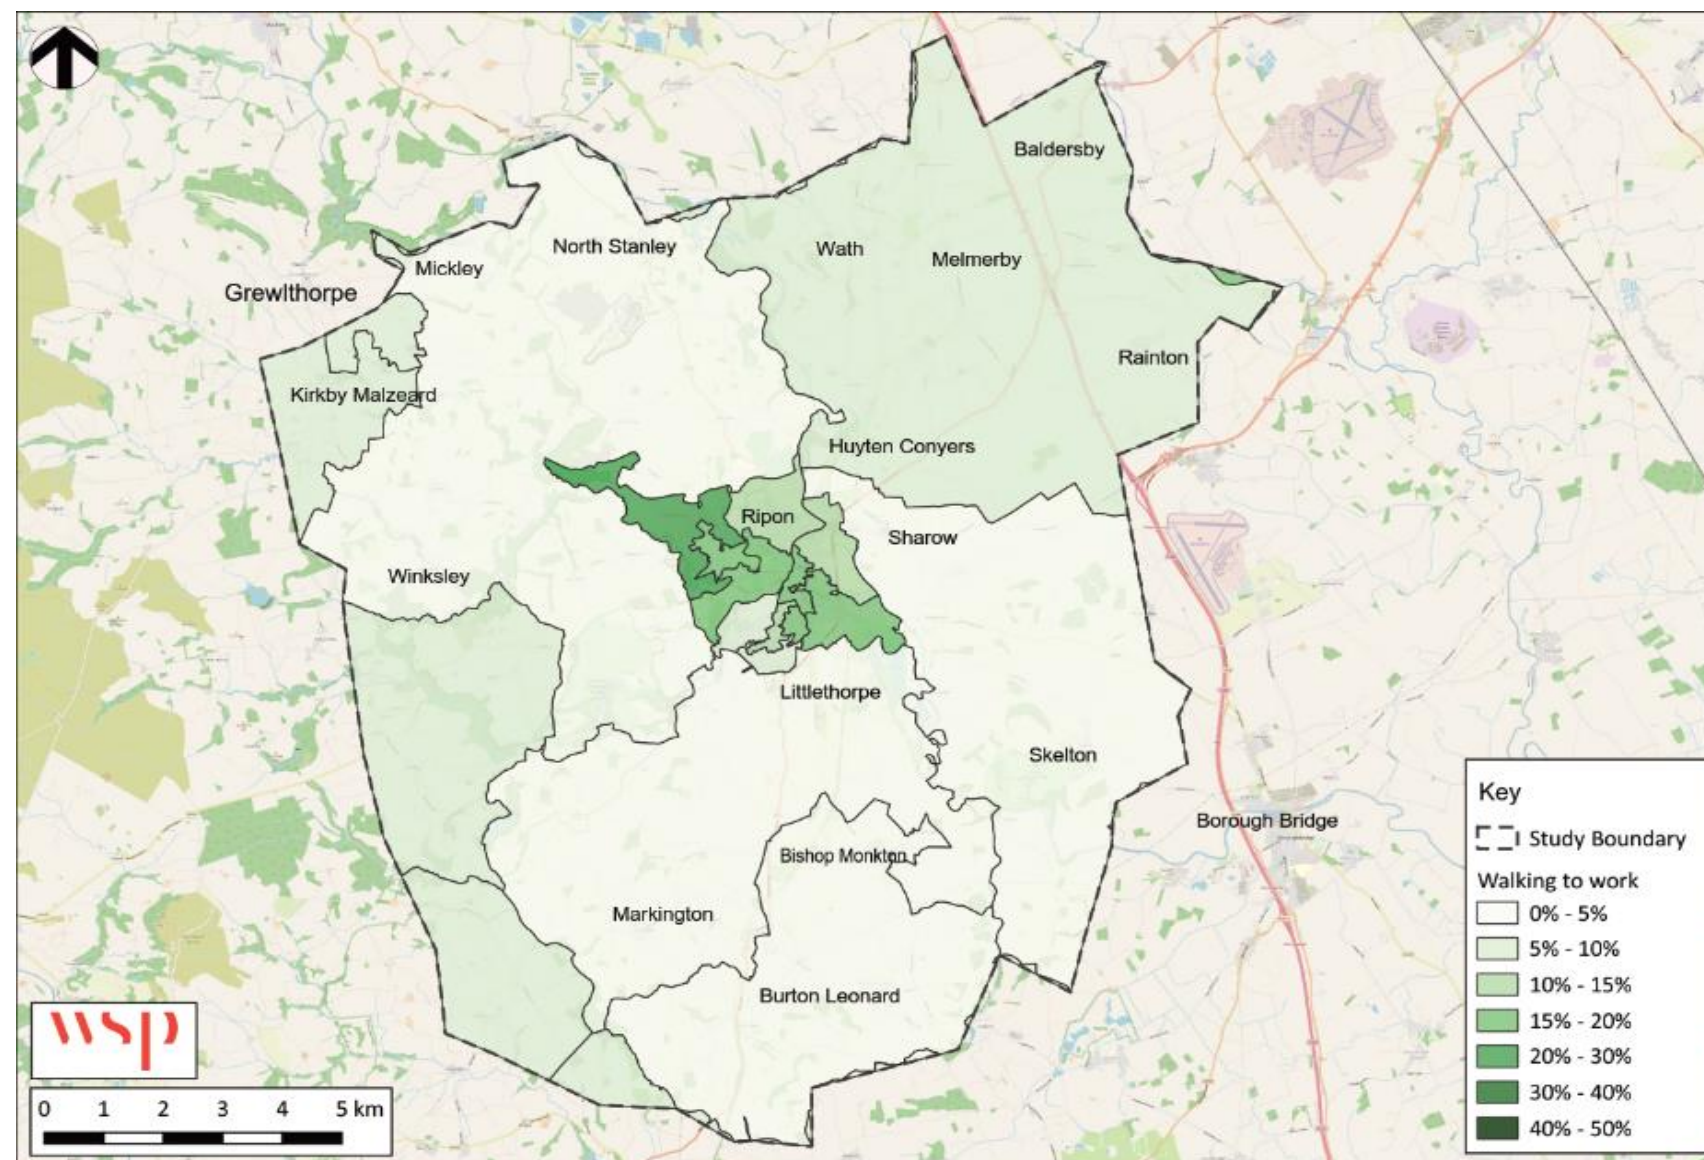 Baldersby
North Stanley
Wath
Melmerby
Mickley
Grewlthorpe
Rainton
Kirkby Malzeard
Huyten Conyers
Ripon
Sharow
Winksley
Littlethorpe
Skelton
Borough Bridge
Bishop Monkton
Markington
Burton Leonard
Key
Study Boundary
Walking to work
0% - 5%
5% - 10%
10% - 15%
15% - 20%
20% - 30%
30% - 40%
40% - 50%
wsp
0 1 2 3 4 5 km